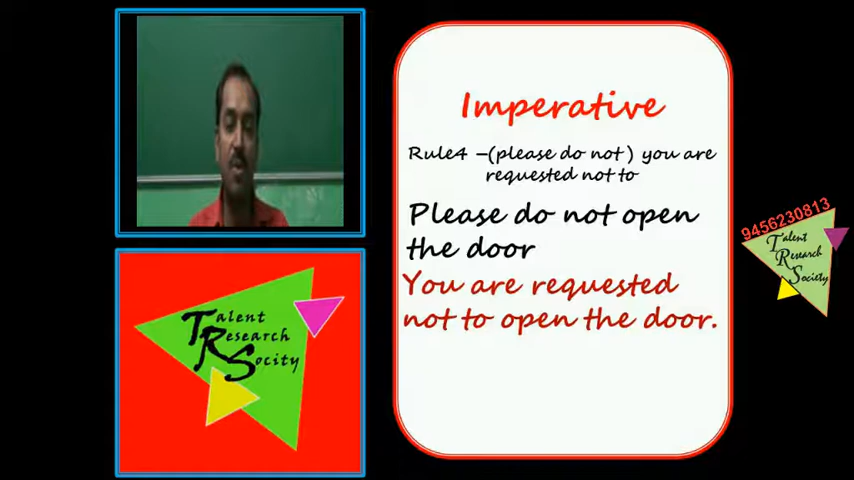 Imperative
Rule4 –(please do not ) you are
requested not to
Please do not open
the door
You are requested
not to open the door.
Talent
Research
Socity
9456230813
Talent
Research
Society